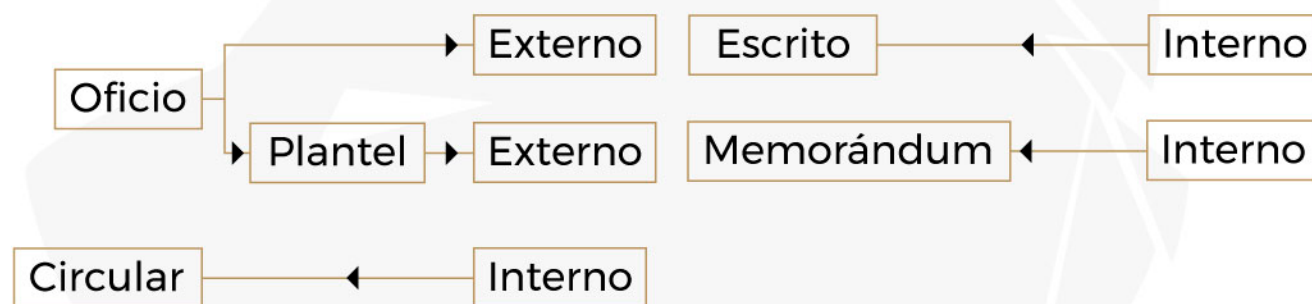 Externo
Escrito
Interno
Oficio
Plantel
Externo
Memorándum
Interno
Circular
Interno